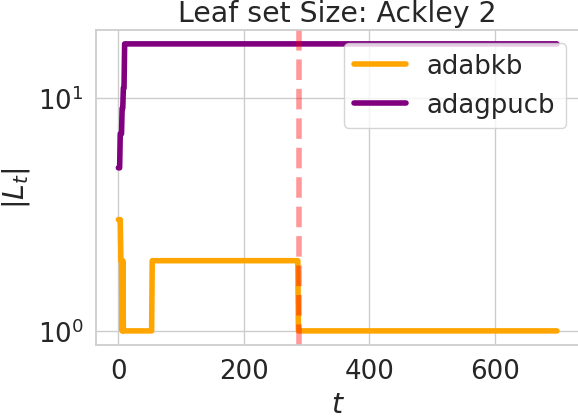 Leaf set Size: Ackley 2
adabkb
adagpucb
|L_t|
10^1
10^0
0 200 400 600
t